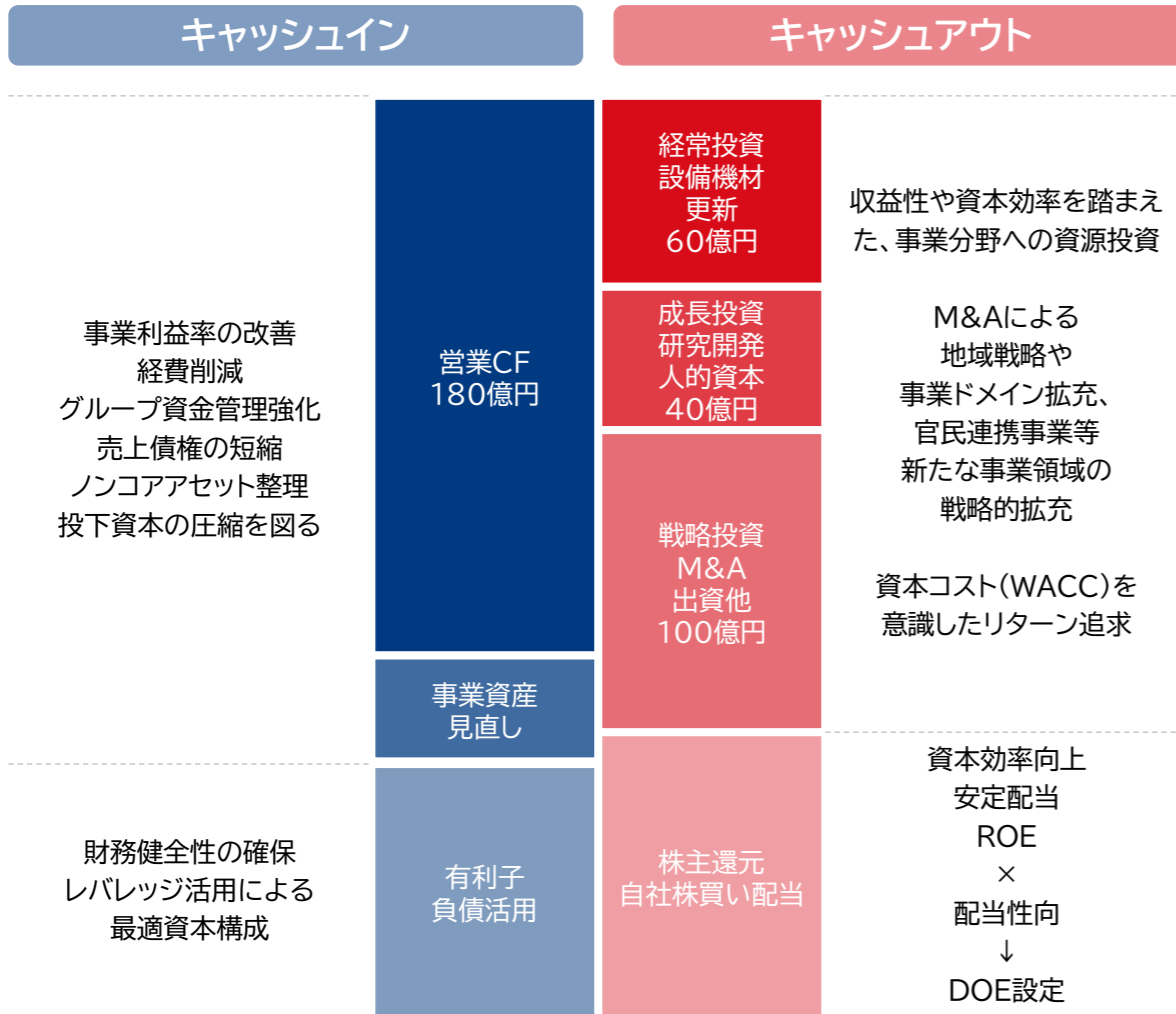 キャッシュイン
キャッシュアウト
事業利益率の改善
経費削減
グループ資金管理強化
売上債権の短縮
ノンコアアセット整理
投下資本の圧縮を図る
財務健全性の確保
レバレッジ活用による
最適資本構成
営業CF
180億円
事業資産
見直し
有利子
負債活用
経常投資
設備機材
更新
60億円
成長投資
研究開発
人的資本
40億円
戦略投資
M&A
出資他
100億円
株主還元
自社株買い配当
収益性や資本効率を踏まえ
た、事業分野への資源投資
M&Aによる
地域戦略や
事業ドメイン拡充、
官民連携事業等
新たな事業領域の
戦略的拡充
資本コスト(WACC)を
意識したリターン追求
資本効率向上
安定配当
ROE
×
配当性向
↓
DOE設定